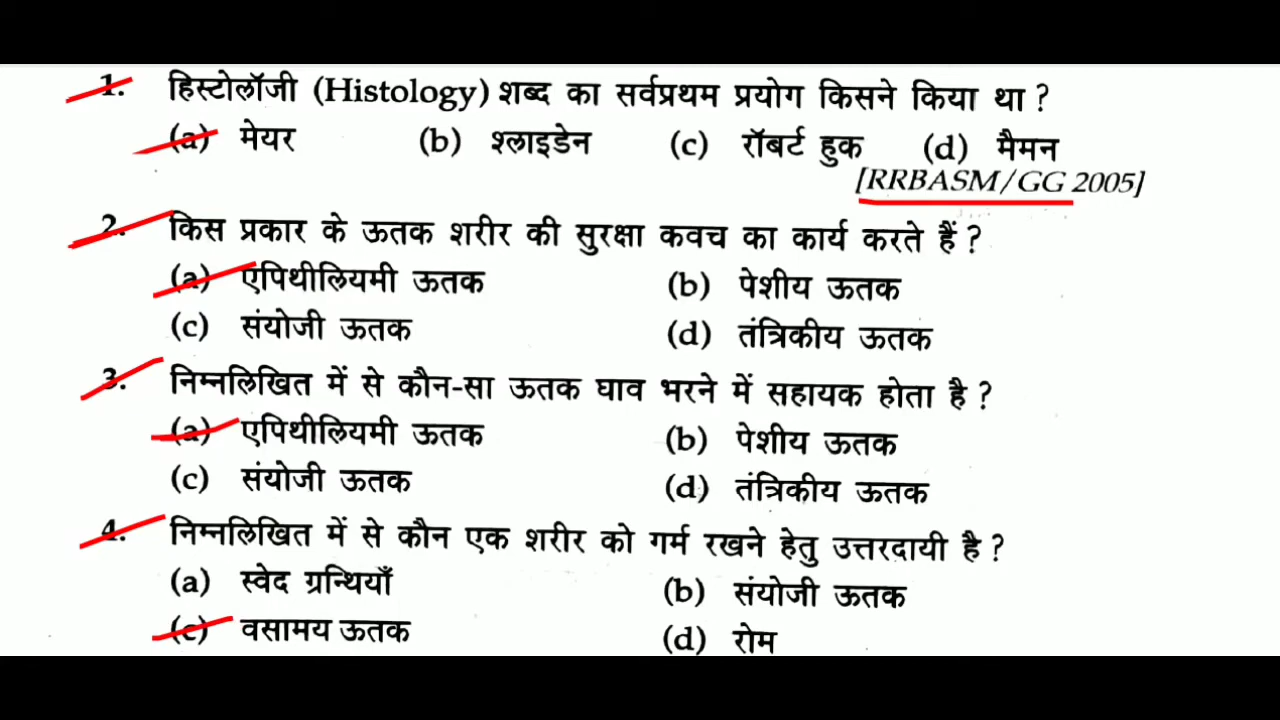 1. हिस्टोलॉजी (Histology) शब्द का सर्वप्रथम प्रयोग किसने किया था ?
(a) मेयर (b) श्लाइडेन (c) रॉबर्ट हुक (d) मैमन
[RRBASM/GG 2005]
2. किस प्रकार के ऊतक शरीर की सुरक्षा कवच का कार्य करते हैं ?
(a) एपिथीलियमी ऊतक (b) पेशीय ऊतक
(c) संयोजी ऊतक (d) तंत्रिकीय ऊतक
3. निम्नलिखित में से कौन-सा ऊतक घाव भरने में सहायक होता है ?
(a) एपिथीलियमी ऊतक (b) पेशीय ऊतक
(c) संयोजी ऊतक (d) तंत्रिकीय ऊतक
4. निम्नलिखित में से कौन एक शरीर को गर्म रखने हेतु उत्तरदायी है ?
(a) स्वेद ग्रन्थियाँ (b) संयोजी ऊतक
(c) वसामय ऊतक (d) रोम